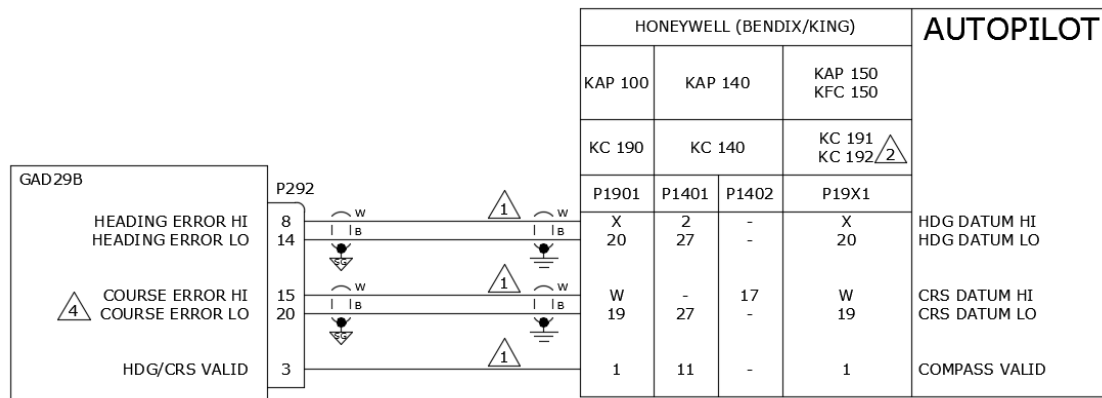 HONEYWELL (BENDIX/KING) AUTOPILOT
KAP 100 KAP 140 KAP 150
KFC 150
KC 190 KC 140 KC 191
KC 192 2
GAD29B P292 P1901 P1401 P1402 P19X1
HEADING ERROR HI 8 W 1 W X 2 - X HDG DATUM HI
HEADING ERROR LO 14 B B 20 27 - 20 HDG DATUM LO
SG
COURSE ERROR HI 15 W 1 W W - 17 W CRS DATUM HI
4 COURSE ERROR LO 20 B B 19 27 - 19 CRS DATUM LO
SG
HDG/CRS VALID 3 1 1 11 - 1 COMPASS VALID